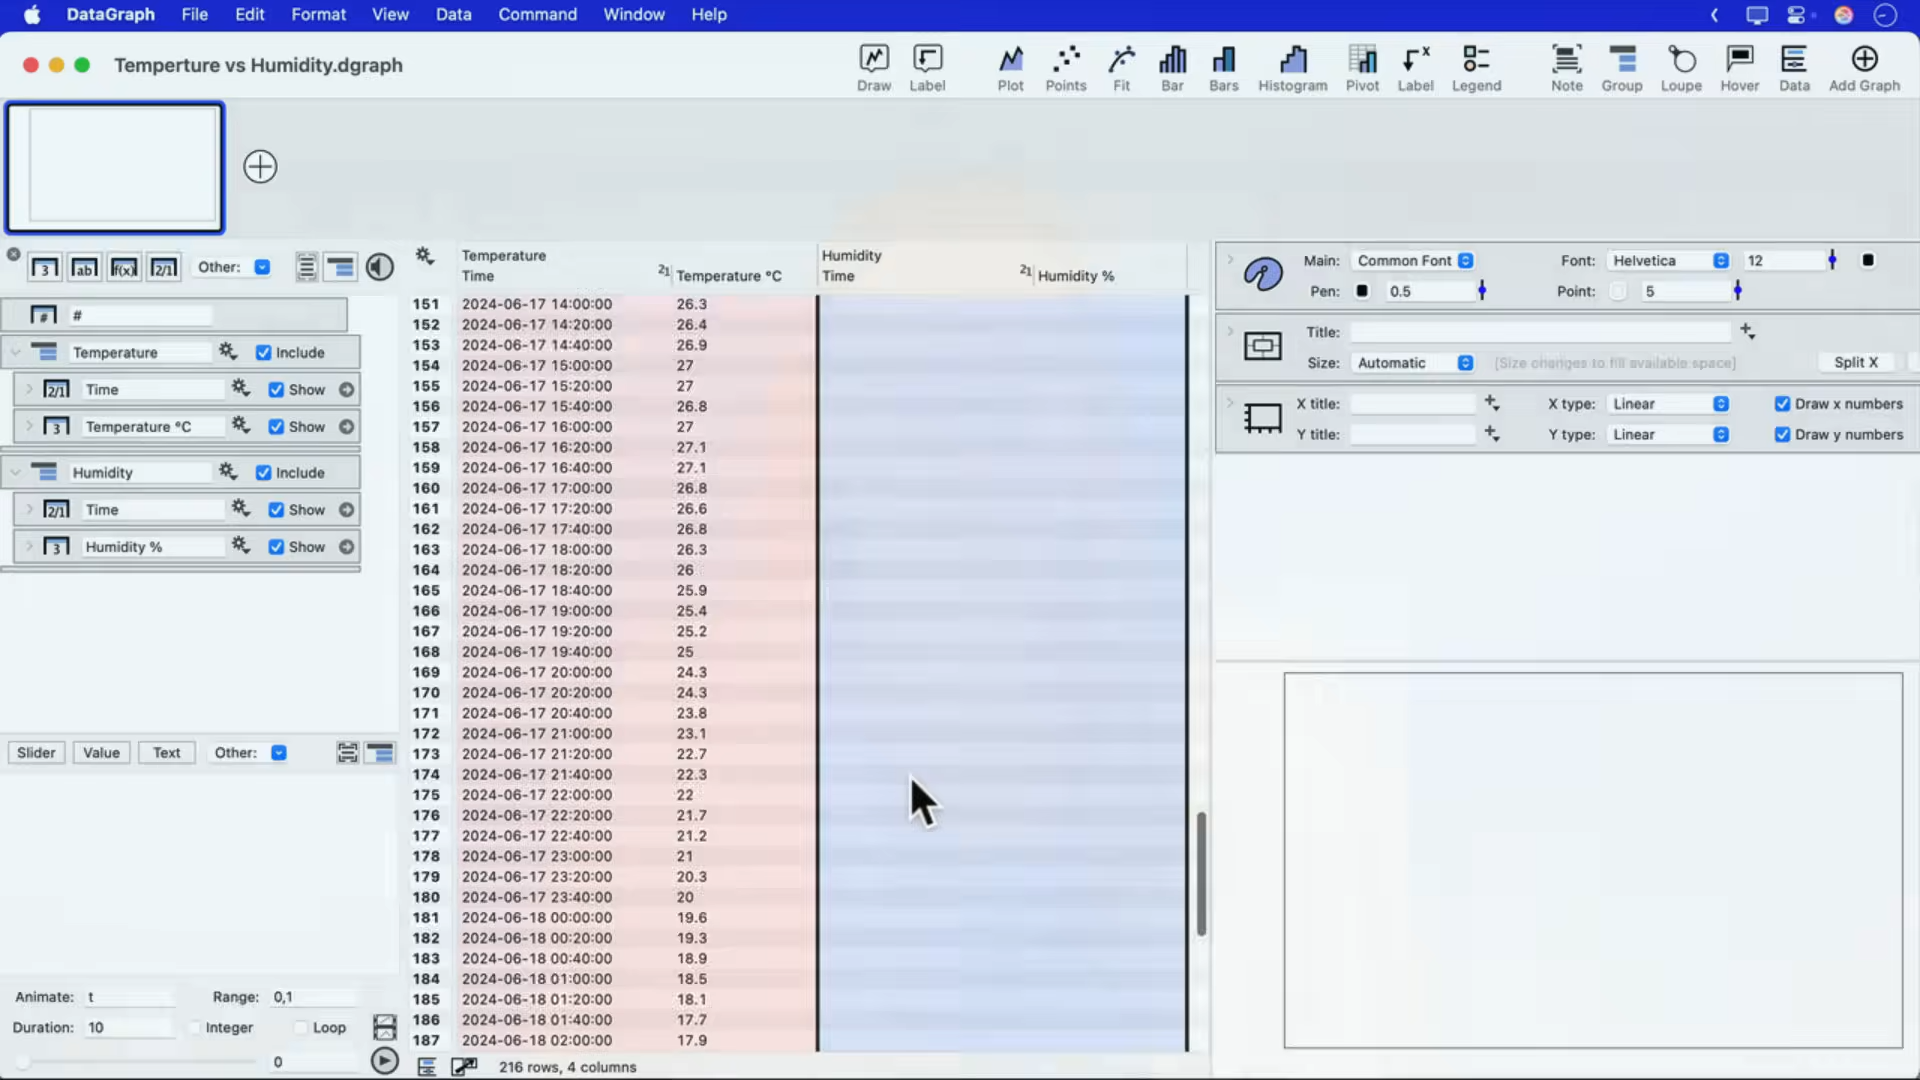 DataGraph File Edit Format View Data Command Window Help
Temperture vs Humidity.dgraph
Draw Label Plot Points Fit Bar Bars Histogram Pivot Label Legend Note Group Loupe Hover Data Add Graph
3 ab f(x) 2/1 Other:
# #
Temperature Include
2/1 Time Show
3 Temperature °C Show
Humidity Include
2/1 Time Show
3 Humidity % Show
Slider Value Text Other:
Animate: t Range: 0,1
Duration: 10 Integer Loop
0
Temperature Humidity
Time 21 Temperature °C Time 21 Humidity %
151 2024-06-17 14:00:00 26.3
152 2024-06-17 14:20:00 26.4
153 2024-06-17 14:40:00 26.9
154 2024-06-17 15:00:00 27
155 2024-06-17 15:20:00 27
156 2024-06-17 15:40:00 26.8
157 2024-06-17 16:00:00 27
158 2024-06-17 16:20:00 27.1
159 2024-06-17 16:40:00 27.1
160 2024-06-17 17:00:00 26.8
161 2024-06-17 17:20:00 26.6
162 2024-06-17 17:40:00 26.8
163 2024-06-17 18:00:00 26.3
164 2024-06-17 18:20:00 26
165 2024-06-17 18:40:00 25.9
166 2024-06-17 19:00:00 25.4
167 2024-06-17 19:20:00 25.2
168 2024-06-17 19:40:00 25
169 2024-06-17 20:00:00 24.3
170 2024-06-17 20:20:00 24.3
171 2024-06-17 20:40:00 23.8
172 2024-06-17 21:00:00 23.1
173 2024-06-17 21:20:00 22.7
174 2024-06-17 21:40:00 22.3
175 2024-06-17 22:00:00 22
176 2024-06-17 22:20:00 21.7
177 2024-06-17 22:40:00 21.2
178 2024-06-17 23:00:00 21
179 2024-06-17 23:20:00 20.3
180 2024-06-17 23:40:00 20
181 2024-06-18 00:00:00 19.6
182 2024-06-18 00:20:00 19.3
183 2024-06-18 00:40:00 18.9
184 2024-06-18 01:00:00 18.5
185 2024-06-18 01:20:00 18.1
186 2024-06-18 01:40:00 17.7
187 2024-06-18 02:00:00 17.9
216 rows, 4 columns
Main: Common Font Font: Helvetica 12
Pen: 0.5 Point: 5
Title:
Size: Automatic [Size changes to fill available space] Split X
X title: X type: Linear Draw x numbers
Y title: Y type: Linear Draw y numbers